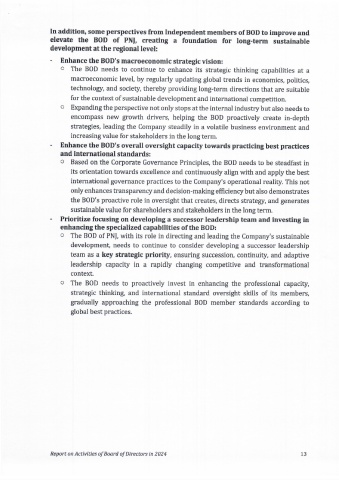 In addition, some perspectives from Independent members of BOD to improve and
elevate the BOD of PNJ, creating a foundation for long-term sustainable
development at the regional level:
- Enhance the BOD's macroeconomic strategic vision:
o The BOD needs to continue to enhance its strategic thinking capabilities at a
macroeconomic level, by regularly updating global trends in economics, politics,
technology, and society, thereby providing long-term directions that are suitable
for the context of sustainable development and international competition.
o Expanding the perspective not only stops at the internal industry but also needs to
encompass new growth drivers, helping the BOD proactively create in-depth
strategies, leading the Company steadily in a volatile business environment and
increasing value for stakeholders in the long term.
- Enhance the BOD's overall oversight capacity towards practicing best practices
and international standards:
o Based on the Corporate Governance Principles, the BOD needs to be steadfast in
its orientation towards excellence and continuously align with and apply the best
international governance practices to the Company's operational reality. This not
only enhances transparency and decision-making efficiency but also demonstrates
the BOD's proactive role in oversight that creates, directs strategy, and generates
sustainable value for shareholders and stakeholders in the long term.
- Prioritize focusing on developing a successor leadership team and investing in
enhancing the specialized capabilities of the BOD:
o The BOD of PNJ, with its role in directing and leading the Company's sustainable
development, needs to continue to consider developing a successor leadership
team as a key strategic priority, ensuring succession, continuity, and adaptive
leadership capacity in a rapidly changing competitive and transformational
context.
o The BOD needs to proactively invest in enhancing the professional capacity,
strategic thinking, and international standard oversight skills of its members,
gradually approaching the professional BOD member standards according to
global best practices.
Report on Activities of Board of Directors in 2024 13